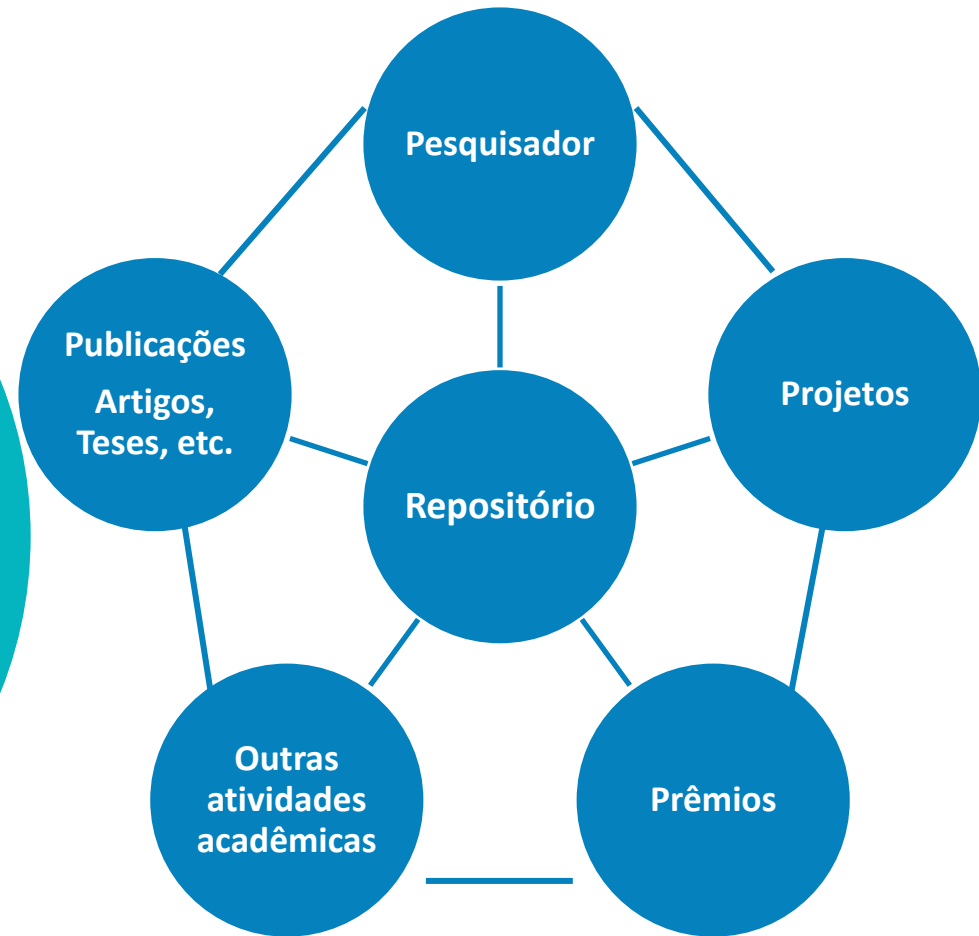 Pesquisador
Publicações
Artigos,
Teses, etc.
Projetos
Repositório
Outras
atividades
acadêmicas
Prêmios